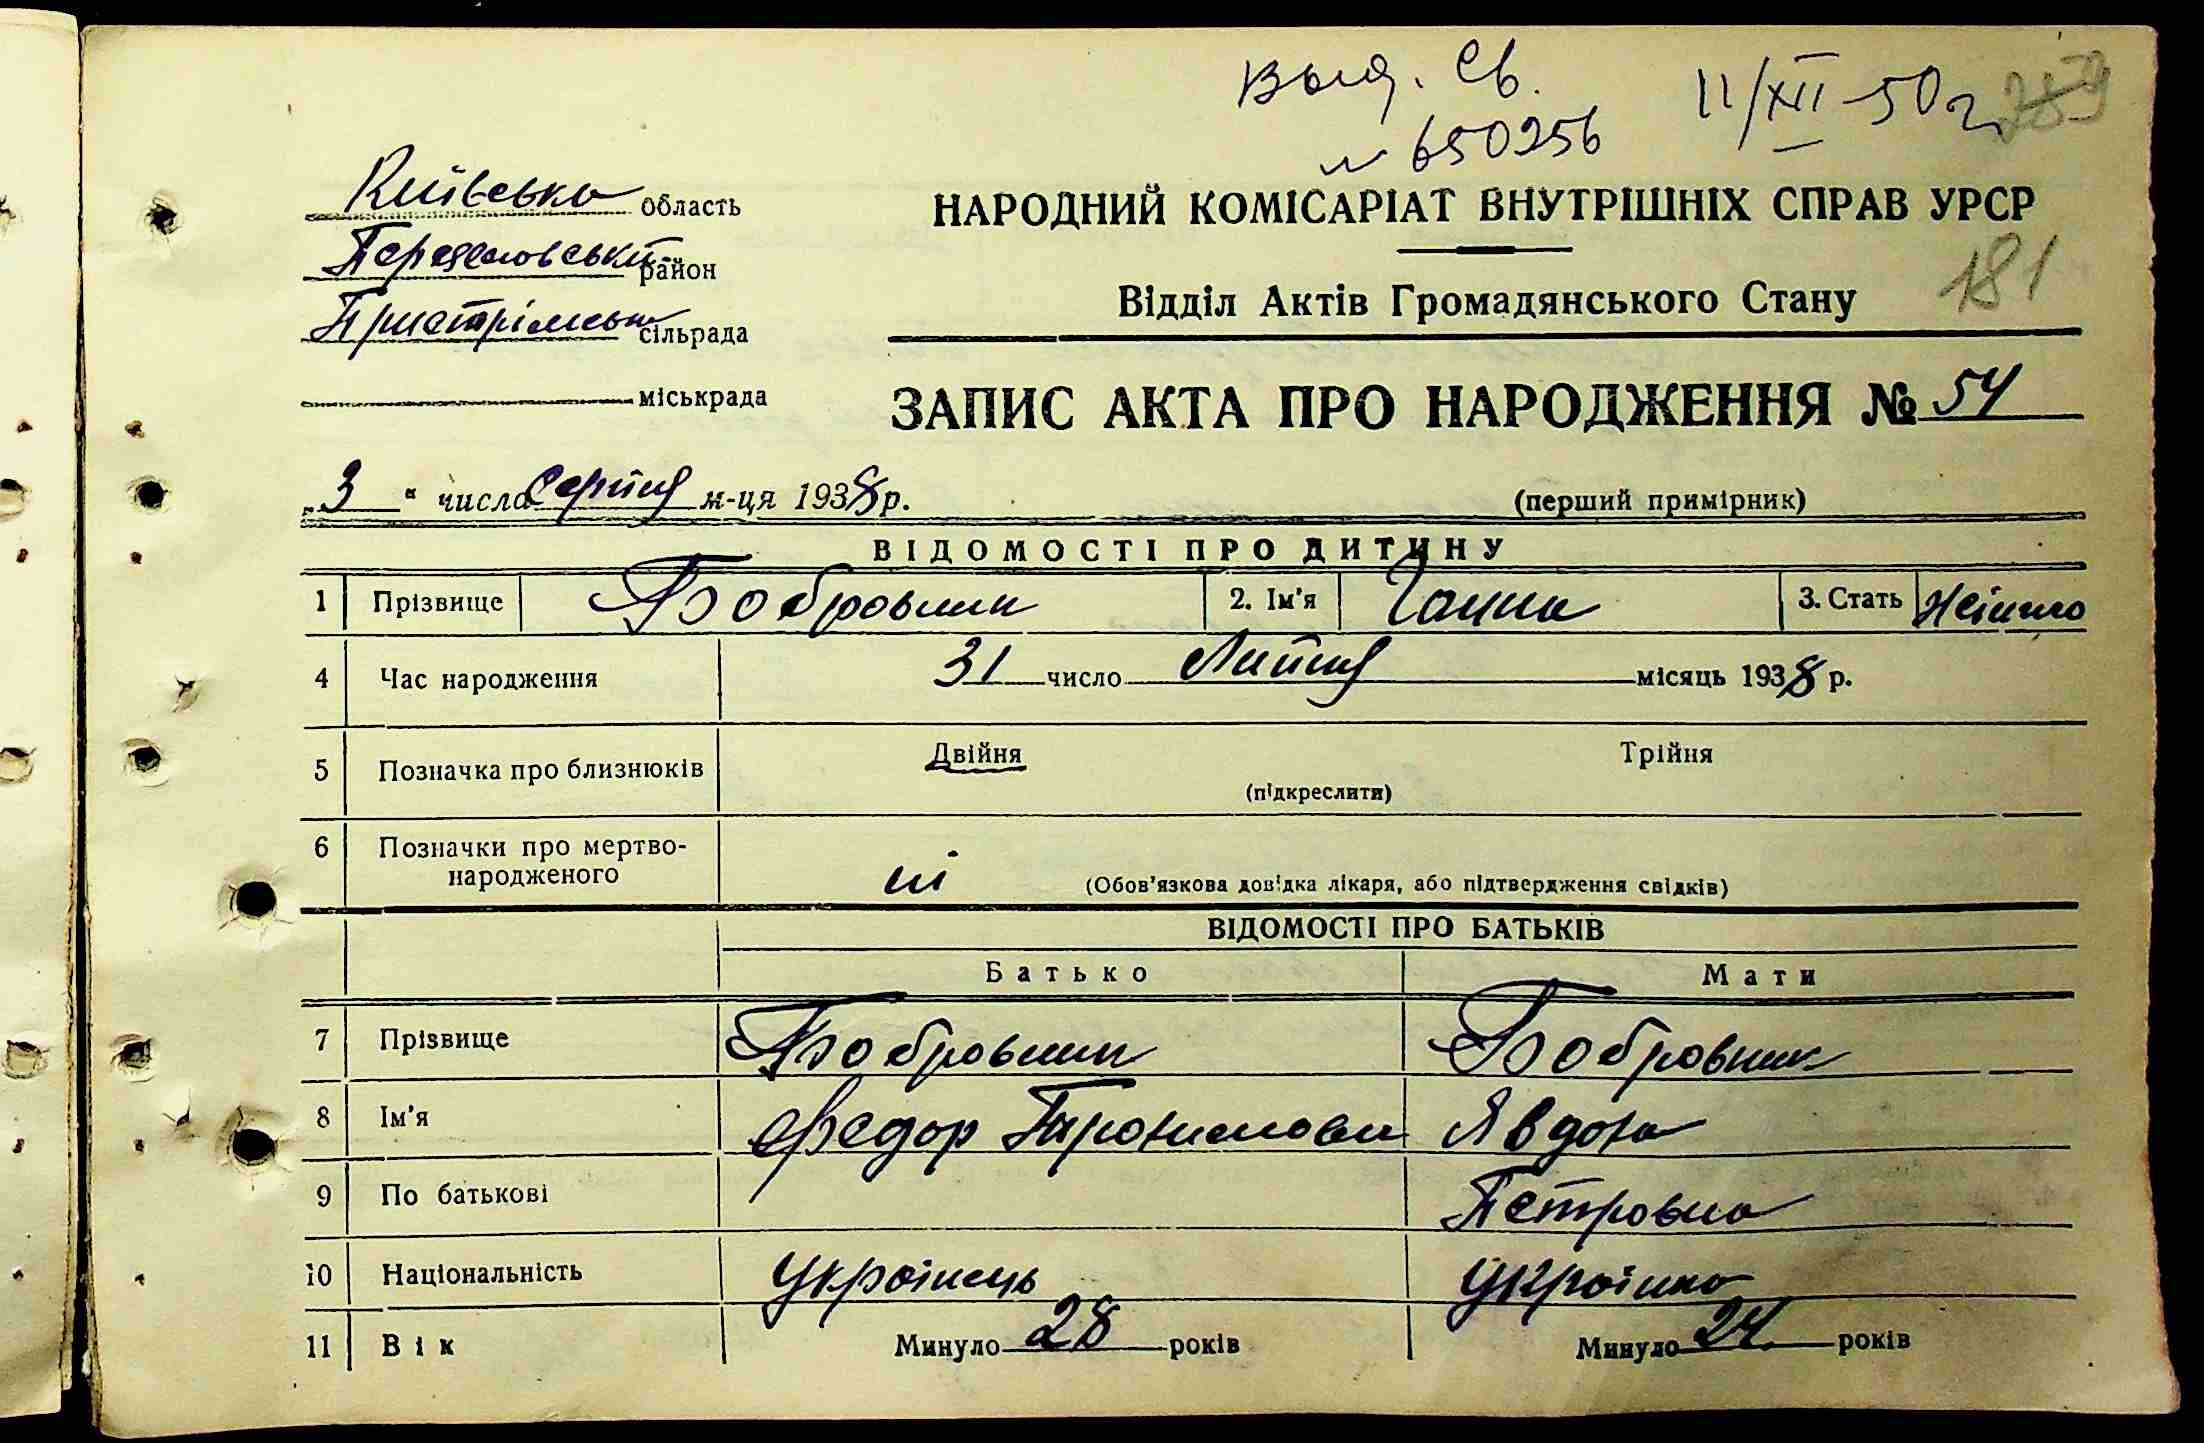 Выд. Св. 11/XII-50 г.
№ 650256
Київська область
НАРОДНИЙ КОМІСАРІАТ ВНУТРІШНІХ СПРАВ УРСР
Переяславський район
181
Відділ Актів Громадянського Стану
Пристромська сільрада
міськрада
ЗАПИС АКТА ПРО НАРОДЖЕННЯ № 54
„3“ числа Серпня м-ця 1938 р.
(перший примірник)
ВІДОМОСТІ ПРО ДИТИНУ
1 Прізвище Бобровник 2. Ім'я Ганна 3. Стать Жіноча
4 Час народження 31 число Липня місяць 1938 р.
5 Позначка про близнюків Двійня Трійня
(підкреслити)
6 Позначки про мертво-
народженого ні (Обов'язкова довідка лікаря, або підтвердження свідків)
ВІДОМОСТІ ПРО БАТЬКІВ
Батько Мати
7 Прізвище Бобровник Бобровник
8 Ім'я Федор Явдоха
9 По батькові Петровна
10 Національність Українець Українка
11 Вік Минуло 28 років Минуло 24 років